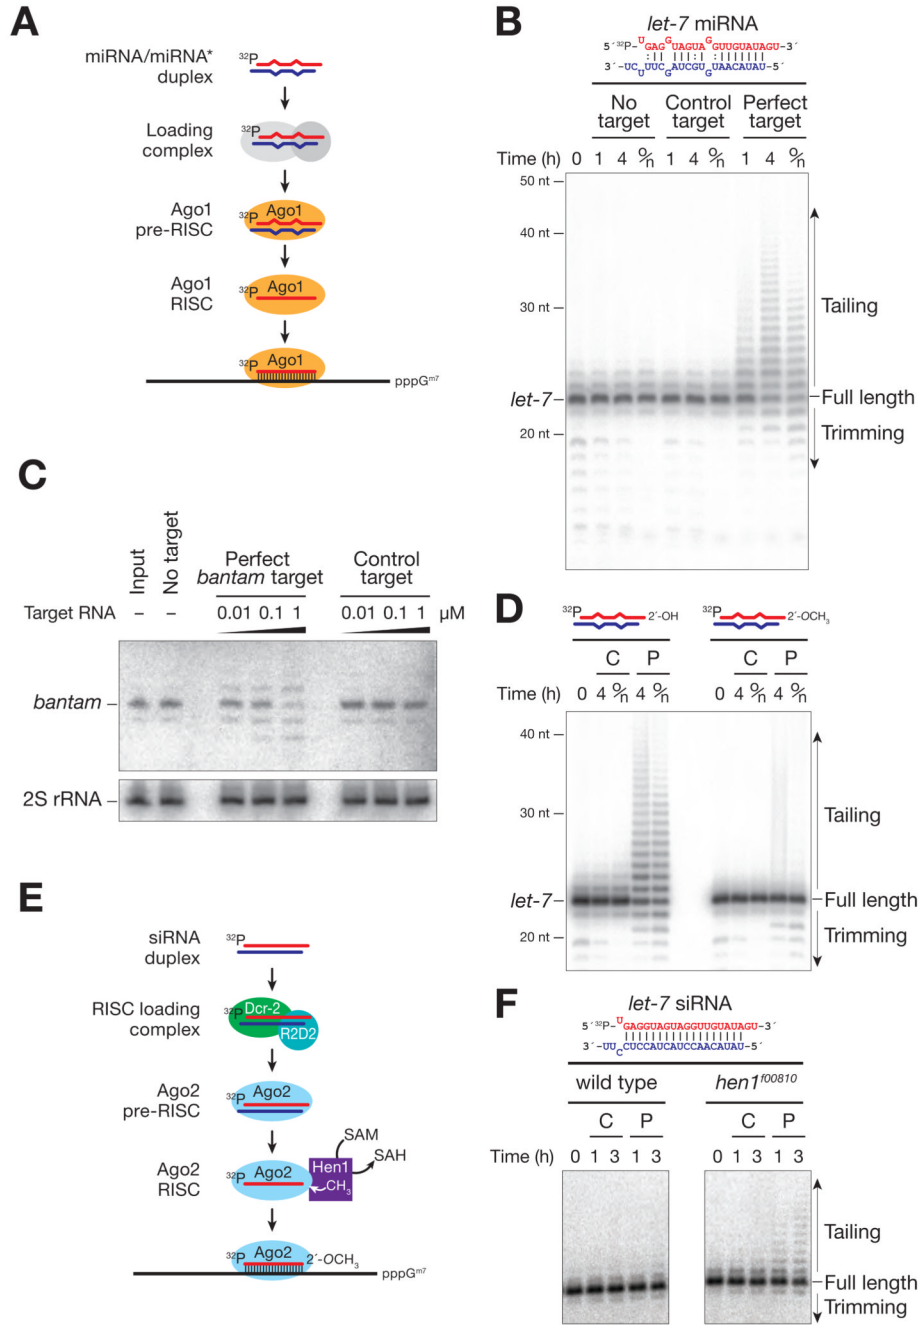 A
miRNA/miRNA*
duplex
32P
Loading
complex
32P
Ago1
pre-RISC
Ago1
32P
Ago1
RISC
Ago1
32P
Ago1
32P
pppGm7
B
let-7 miRNA
5´ 32P-UGAGGUAGUAGGUUGUAUAGU-3´
3´-UCUUUCGAUCGUGUAACAUAU-5´
No
target
Control
target
Perfect
target
Time (h) 0 1 4 o/n 1 4 o/n 1 4 o/n
50 nt
40 nt
30 nt
let-7
20 nt
Tailing
Full length
Trimming
C
Input
No target
Perfect
bantam target
Control
target
Target RNA – – 0.01 0.1 1 0.01 0.1 1 µM
bantam
2S rRNA
D
32P 2´-OH
32P 2´-OCH3
C P C P
Time (h) 0 4 o/n 4 o/n 0 4 o/n 4 o/n
40 nt
30 nt
let-7
20 nt
Tailing
Full length
Trimming
E
siRNA
duplex
32P
RISC loading
complex
32P
Dcr-2
R2D2
Ago2
pre-RISC
Ago2
32P
Ago2
RISC
Ago2
32P
SAM
SAH
Hen1
CH3
Ago2
32P
2´-OCH3
pppGm7
F
let-7 siRNA
5´ 32P-UGAGGUAGUAGGUUGUAUAGU-3´
3´-UUCCUCCAUCAUCCAACAUAU-5´
wild type
hen1f00810
C P C P
Time (h) 0 1 3 1 3 0 1 3 1 3
Tailing
Full length
Trimming